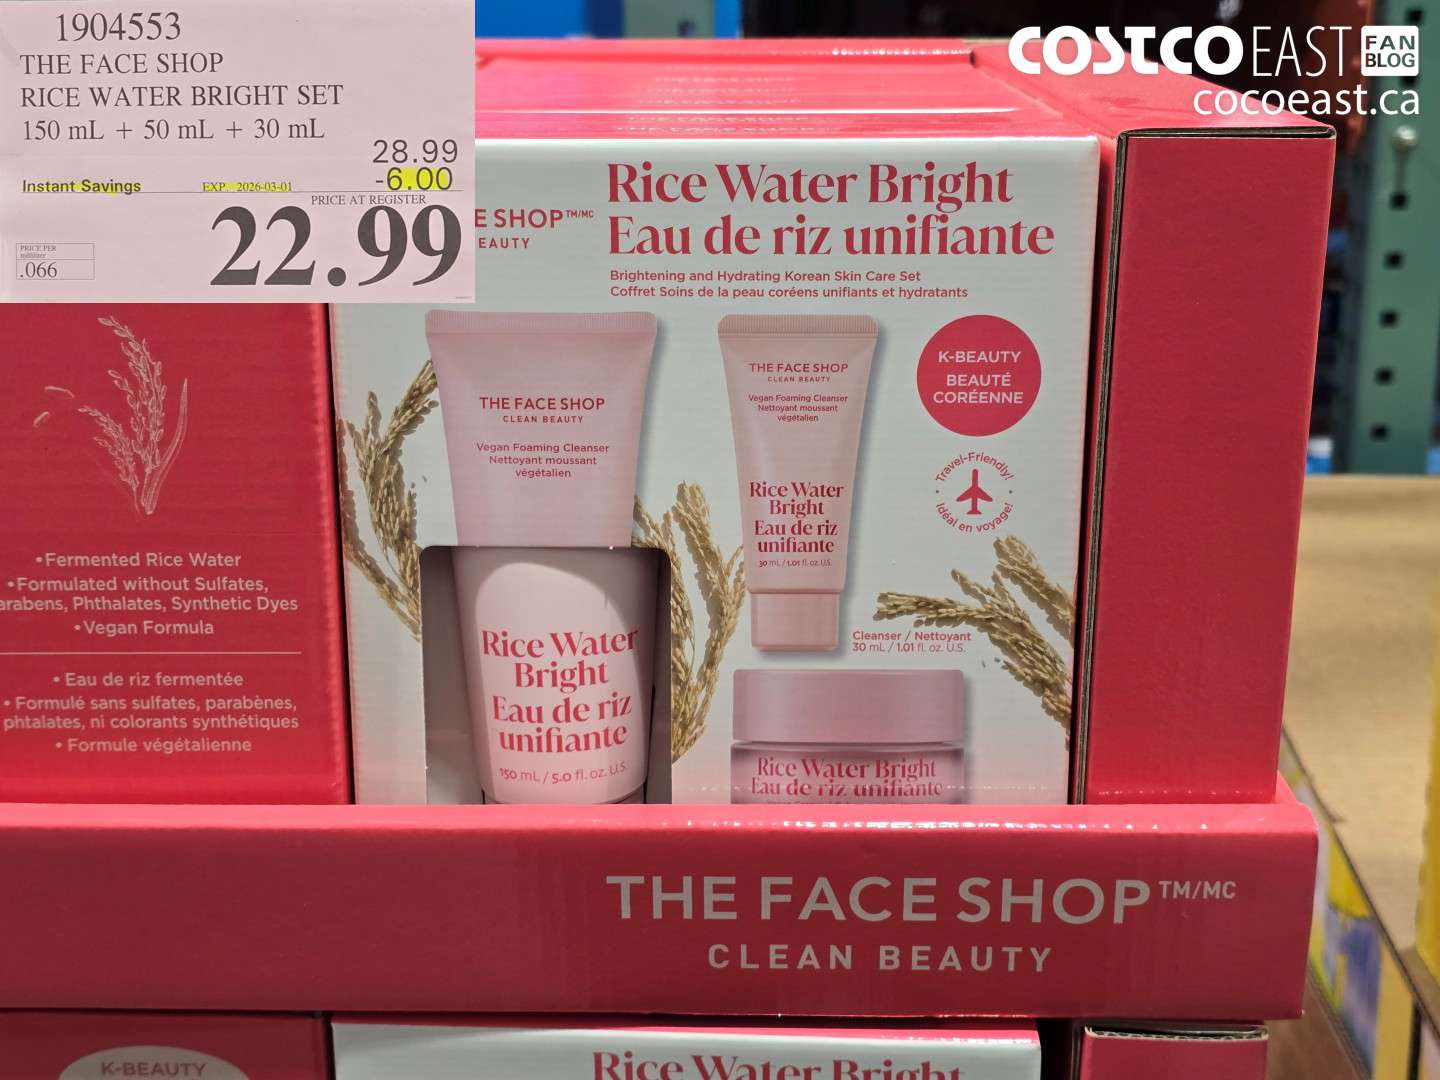 1904553
THE FACE SHOP
RICE WATER BRIGHT SET
150 mL + 50 mL + 30 mL
28.99
Instant Savings EXP. 2026-03-01 -6.00
PRICE AT REGISTER
22.99
PRICE PER
milliliter
.066
COSTCO EAST FAN BLOG
cocoeast.ca
E SHOP TM/MC
EAUTY
Rice Water Bright
Eau de riz unifiante
Brightening and Hydrating Korean Skin Care Set
Coffret Soins de la peau coréens unifiants et hydratants
K-BEAUTY
BEAUTÉ
CORÉENNE
Travel-Friendly!
Idéal en voyage!
THE FACE SHOP
CLEAN BEAUTY
Vegan Foaming Cleanser
Nettoyant moussant
végétalien
Rice Water
Bright
Eau de riz
unifiante
150 mL / 5.0 fl. oz. U.S.
THE FACE SHOP
CLEAN BEAUTY
Vegan Foaming Cleanser
Nettoyant moussant
végétalien
Rice Water
Bright
Eau de riz
unifiante
30 mL / 1.01 fl. oz. U.S.
Cleanser / Nettoyant
30 mL / 1.01 fl. oz. U.S.
Rice Water Bright
Eau de riz unifiante
•Fermented Rice Water
•Formulated without Sulfates,
arabens, Phthalates, Synthetic Dyes
•Vegan Formula
• Eau de riz fermentée
• Formulé sans sulfates, parabènes,
phtalates, ni colorants synthétiques
• Formule végétalienne
THE FACE SHOP TM/MC
CLEAN BEAUTY
K-BEAUTY
Rice Water Bright